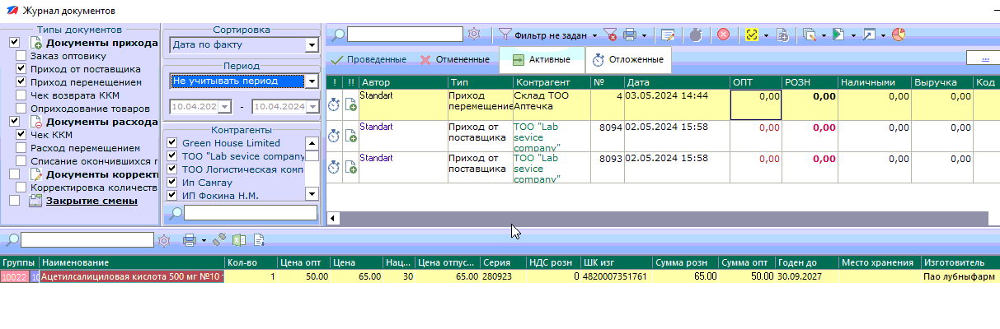 Журнал документов
Типы документов
Документы прихода
Заказ оптовику
Приход от поставщика
Приход перемещением
Чек возврата ККМ
Оприходование товаров
Документы расхода
Чек ККМ
Расход перемещением
Списание окончившихся г
Документы коррект
Корректировка количеств
Закрытие смены
Сортировка
Дата по факту
Период
Не учитывать период
10.04.202 - 10.04.2024
Контрагенты
Green House Limited
ТОО "Lab sevice company
ТОО Логистическая комп
Ип Самгау
ИП Фокина Н.М.
Фильтр не задан
Проведенные Отмененные Активные Отложенные ...
! !! Автор Тип Контрагент № Дата ОПТ РОЗН Наличными Выручка Код
Standart Приход перемещение Склад ТОО Аптечка 4 03.05.2024 14:44 0,00 0,00 0,00 0,00
Standart Приход от поставщика ТОО "Lab sevice company" 8094 02.05.2024 15:58 0,00 0,00 0,00 0,00
Standart Приход от поставщика ТОО "Lab sevice company" 8093 02.05.2024 15:58 0,00 0,00 0,00 0,00
Группы Наименование Кол-во Цена опт Цена Нац... Цена отпус... Серия НДС розн ШК изг Сумма розн Сумма опт Годен до Место хранения Изготовитель
10022 10 Ацетилсалициловая кислота 500 мг №10 1 50.00 65.00 30 65.00 280923 0 4820007351761 65.00 50.00 30.09.2027 Пао лубныфарм